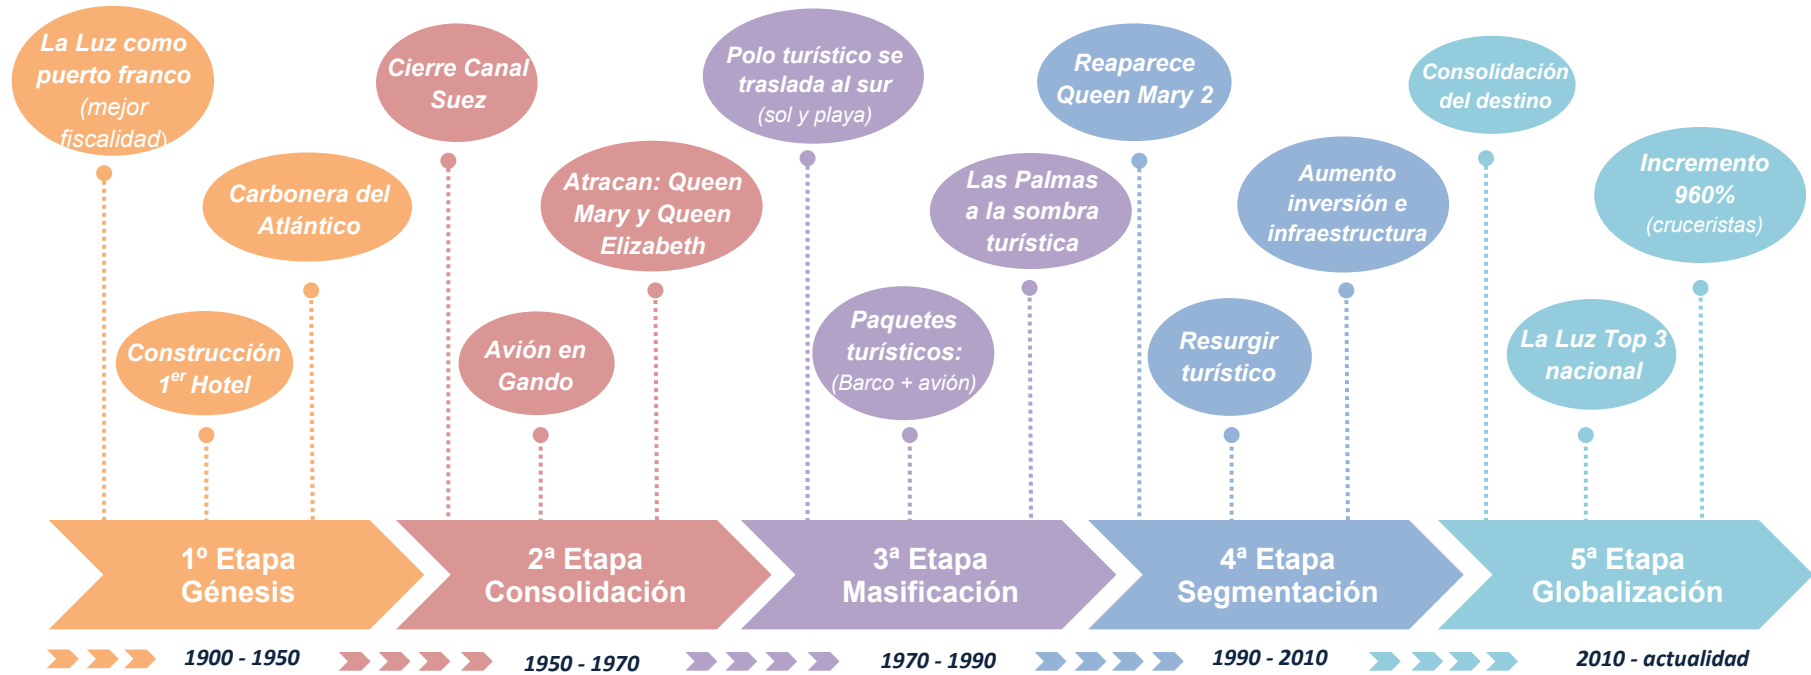 La Luz como
puerto franco
(mejor
fiscalidad)
Construcción
1er Hotel
Carbonera del
Atlántico
Cierre Canal
Suez
Avión en
Gando
Atracan: Queen
Mary y Queen
Elizabeth
Polo turístico se
traslada al sur
(sol y playa)
Paquetes
turísticos:
(Barco + avión)
Las Palmas
a la sombra
turística
Reaparece
Queen Mary 2
Resurgir
turístico
Aumento
inversión e
infraestructura
Consolidación
del destino
La Luz Top 3
nacional
Incremento
960%
(cruceristas)
1º Etapa
Génesis
2ª Etapa
Consolidación
3ª Etapa
Masificación
4ª Etapa
Segmentación
5ª Etapa
Globalización
1900 - 1950
1950 - 1970
1970 - 1990
1990 - 2010
2010 - actualidad